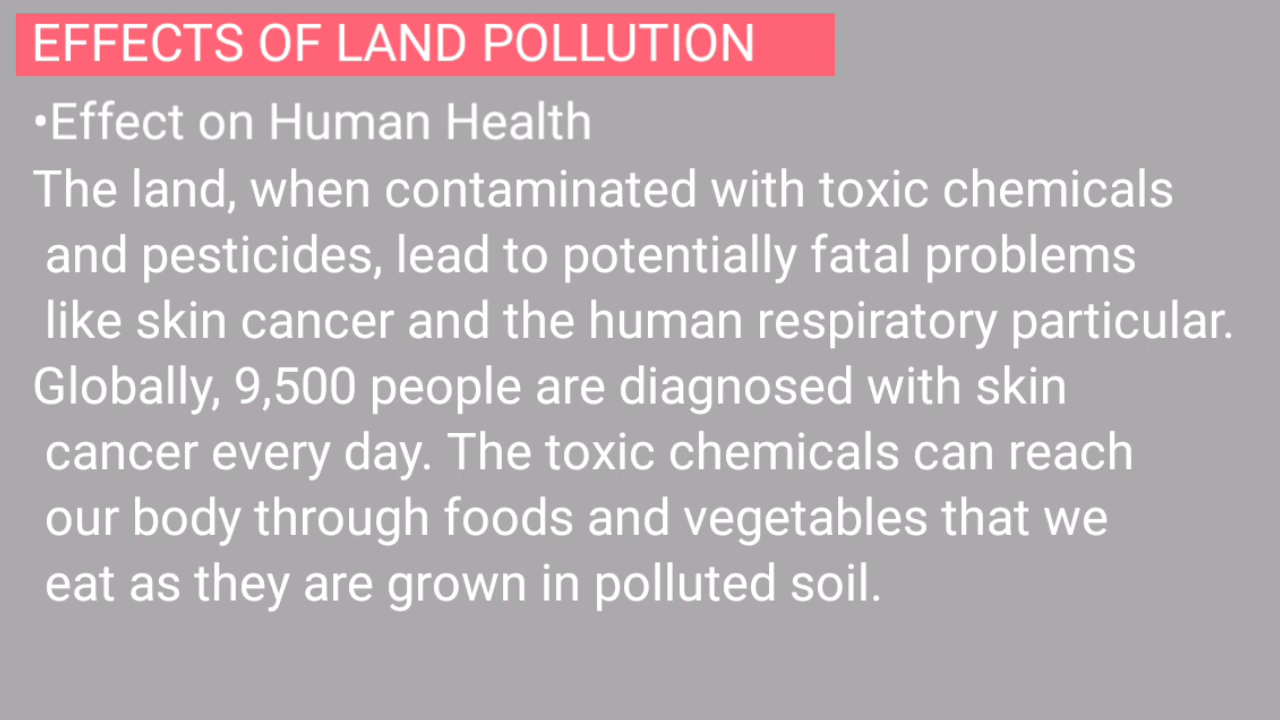 EFFECTS OF LAND POLLUTION
•Effect on Human Health
The land, when contaminated with toxic chemicals
and pesticides, lead to potentially fatal problems
like skin cancer and the human respiratory particular.
Globally, 9,500 people are diagnosed with skin
cancer every day. The toxic chemicals can reach
our body through foods and vegetables that we
eat as they are grown in polluted soil.